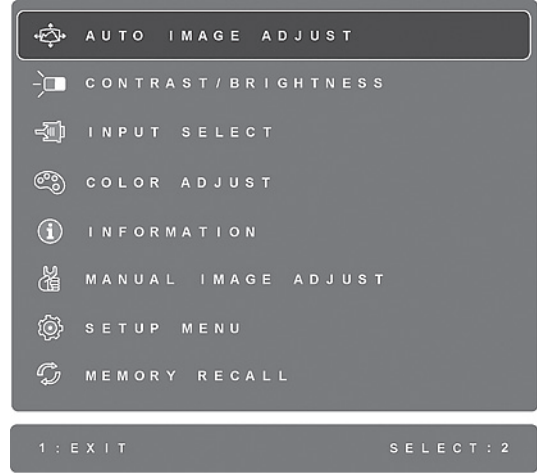 AUTO IMAGE ADJUST
CONTRAST/BRIGHTNESS
INPUT SELECT
COLOR ADJUST
INFORMATION
MANUAL IMAGE ADJUST
SETUP MENU
MEMORY RECALL
1:EXIT SELECT:2